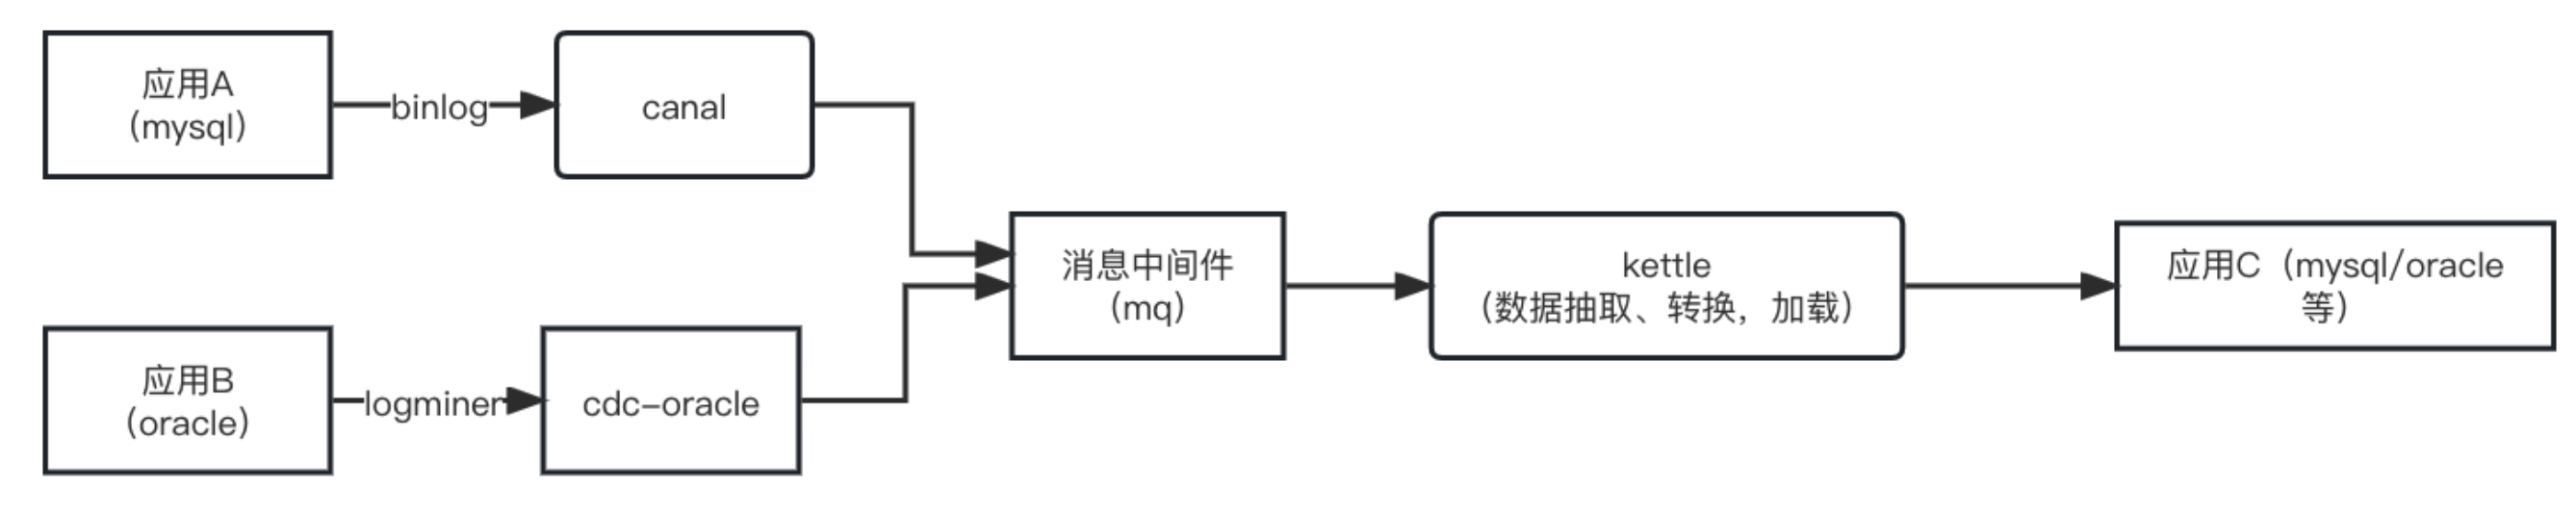 应用A
（mysql）
binlog
canal
应用B
（oracle）
logminer
cdc-oracle
消息中间件
（mq）
kettle
（数据抽取、转换，加载）
应用C（mysql/oracle
等）